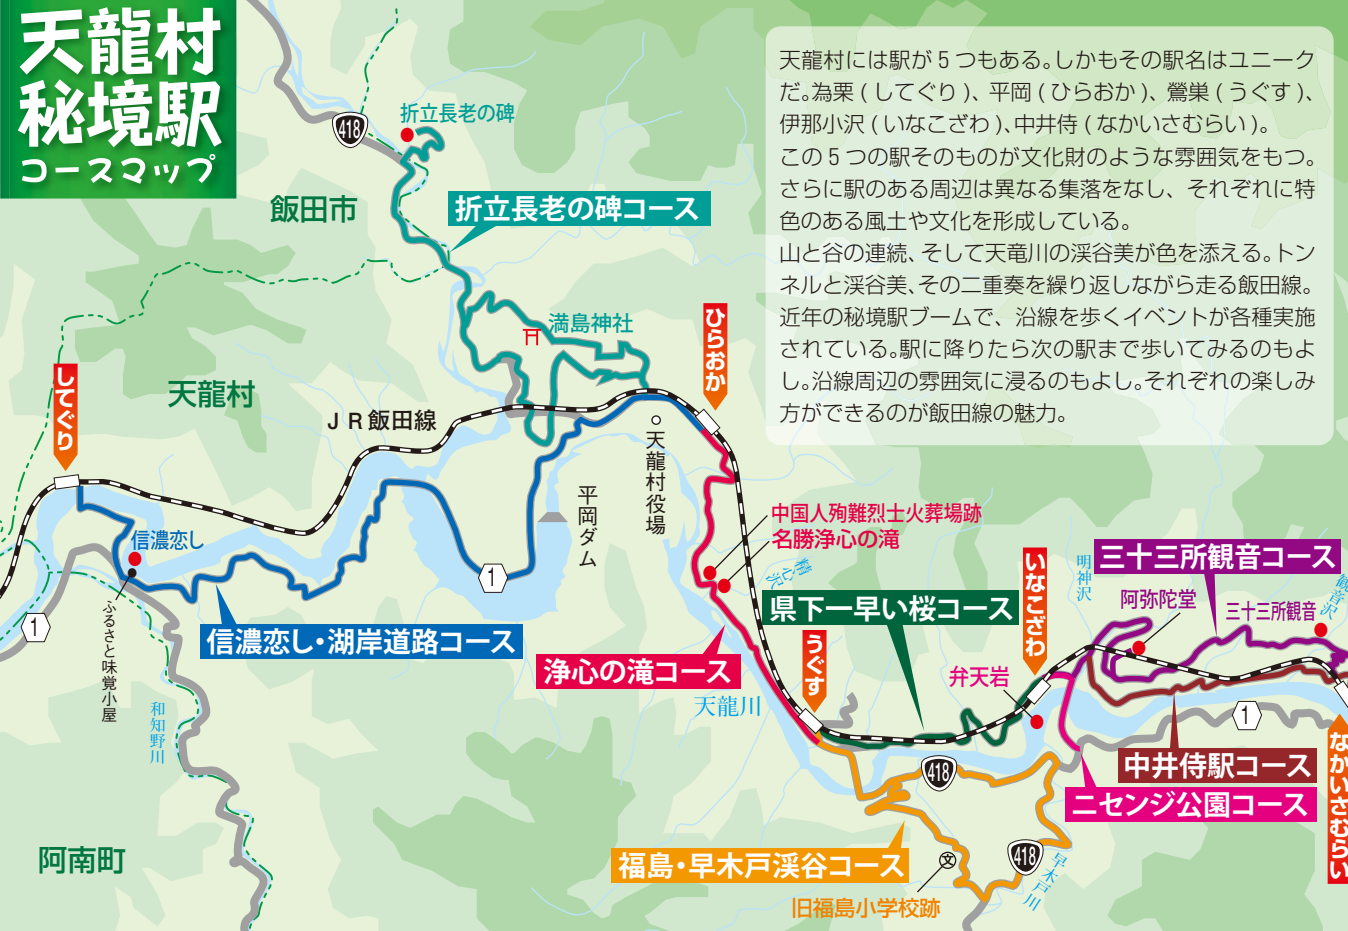 天龍村
秘境駅
コースマップ
天龍村には駅が5つもある。しかもその駅名はユニーク
だ。為栗(してぐり)、平岡(ひらおか)、鶯巣(うぐす)、
伊那小沢(いなこざわ)、中井侍(なかいさむらい)。
この5つの駅そのものが文化財のような雰囲気をもつ。
さらに駅のある周辺は異なる集落をなし、それぞれに特
色のある風土や文化を形成している。
山と谷の連続、そして天竜川の渓谷美が色を添える。トン
ネルと渓谷美、その二重奏を繰り返しながら走る飯田線。
近年の秘境駅ブームで、沿線を歩くイベントが各種実施
されている。駅に降りたら次の駅まで歩いてみるのもよ
し。沿線周辺の雰囲気に浸るのもよし。それぞれの楽しみ
方ができるのが飯田線の魅力。
418
折立長老の碑
飯田市
折立長老の碑コース
満島神社
ひらおか
してぐり
天龍村
JR飯田線
天龍村役場
平岡ダム
信濃恋し
1
1
ふるさと味覚小屋
信濃恋し・湖岸道路コース
和知野川
阿南町
中国人殉難烈士火葬場跡
名勝浄心の滝
精心沢
浄心の滝コース
天龍川
県下一早い桜コース
うぐす
いなこざわ
弁天岩
明神沢
三十三所観音コース
阿弥陀堂
三十三所観音
観音沢
1
中井侍駅コース
ニセンジ公園コース
なかいさむらい
418
福島・早木戸渓谷コース
文
418
早木戸川
旧福島小学校跡